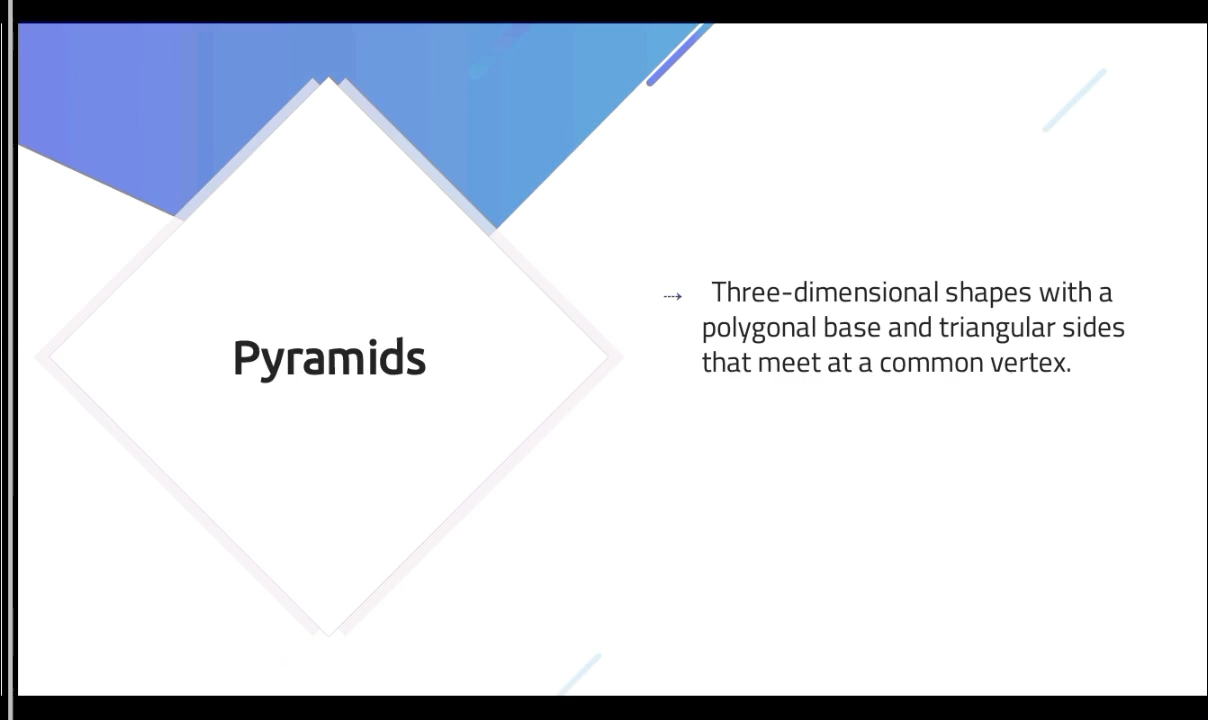 Pyramids
⤍ Three-dimensional shapes with a
polygonal base and triangular sides
that meet at a common vertex.